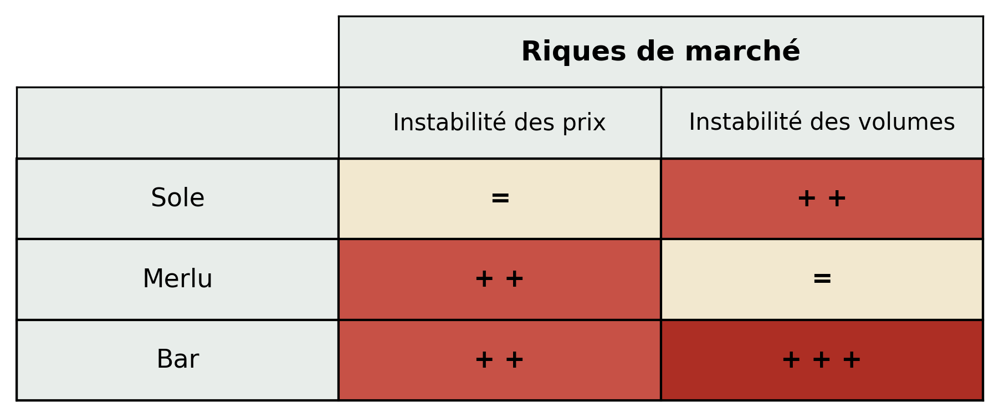 Riques de marché
Instabilité des prix Instabilité des volumes
Sole = + +
Merlu + + =
Bar + + + + +